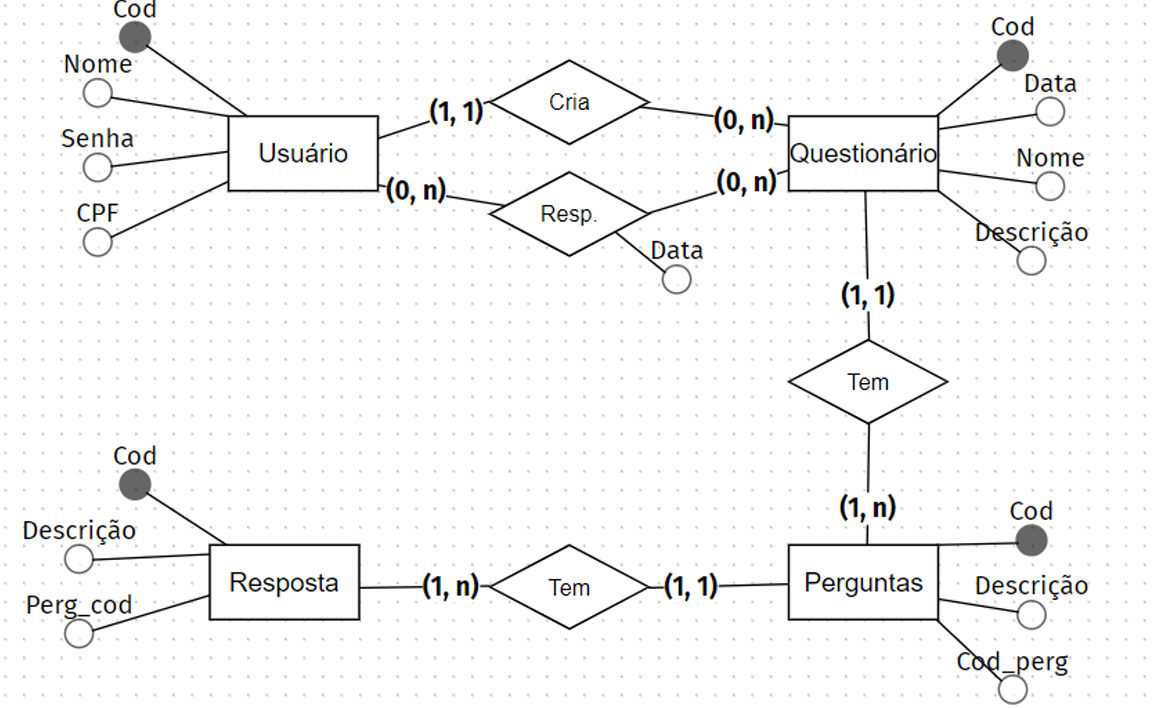 Cod
Nome
Senha
CPF
Usuário
(1, 1)
Cria
(0, n)
(0, n)
Resp.
(0, n)
Data
Questionário
Cod
Data
Nome
Descrição
(1, 1)
Tem
(1, n)
Cod
Descrição
Perg_cod
Resposta
(1, n)
Tem
(1, 1)
Perguntas
Cod
Descrição
Cod_perg